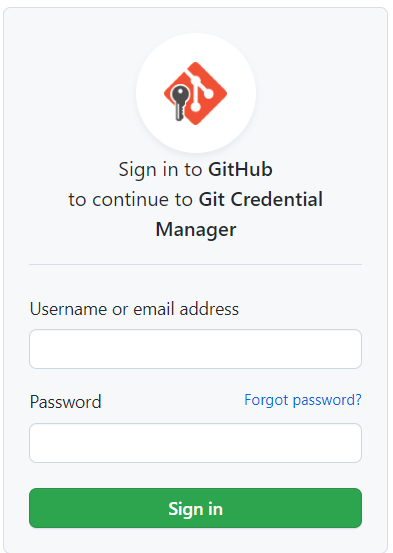 Sign in to GitHub
to continue to Git Credential
Manager
Username or email address
Password Forgot password?
Sign in